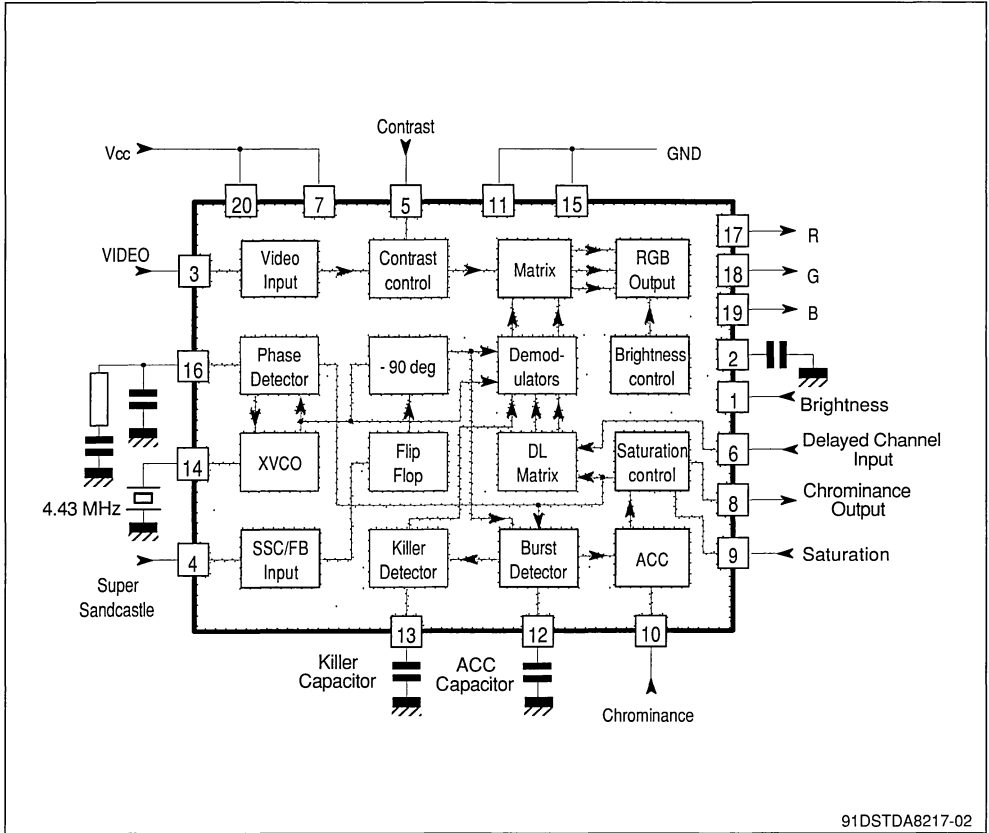 Contrast
Vcc
GND
20
7
5
11
15
17
R
VIDEO
3
Video
Input
Contrast
control
Matrix
RGB
Output
18
G
19
B
16
Phase
Detector
- 90 deg
Demod-
ulators
Brightness
control
2
1
Brightness
14
XVCO
Flip
Flop
DL
Matrix
Saturation
control
6
Delayed Channel
Input
4.43 MHz
8
Chrominance
Output
4
SSC/FB
Input
Killer
Detector
Burst
Detector
ACC
9
Saturation
Super
Sandcastle
13
12
10
Killer
Capacitor
ACC
Capacitor
Chrominance
91DSTDA8217-02